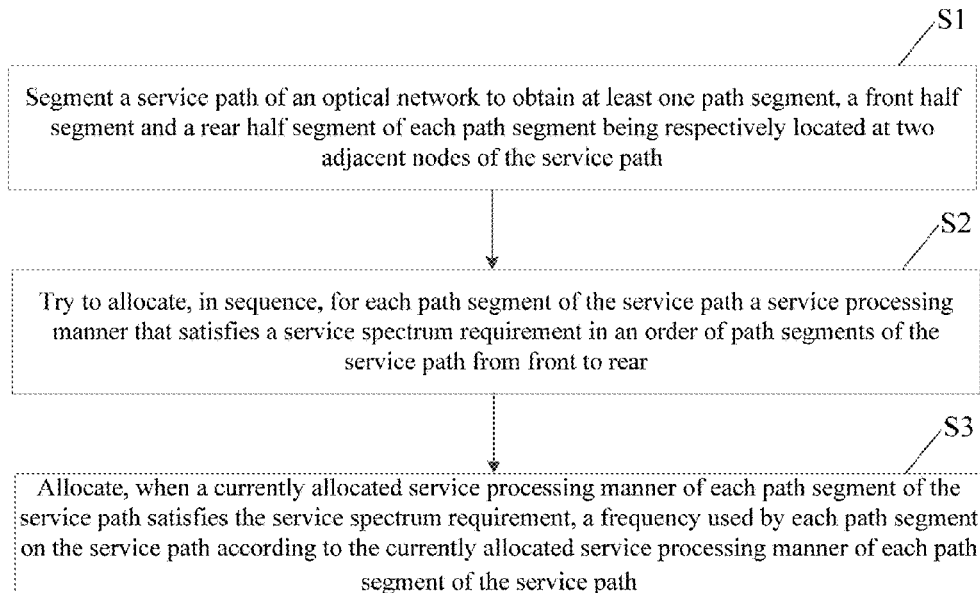 S1
Segment a service path of an optical network to obtain at least one path segment, a front half
segment and a rear half segment of each path segment being respectively located at two
adjacent nodes of the service path
S2
Try to allocate, in sequence, for each path segment of the service path a service processing
manner that satisfies a service spectrum requirement in an order of path segments of the
service path from front to rear
S3
Allocate, when a currently allocated service processing manner of each path segment of the
service path satisfies the service spectrum requirement, a frequency used by each path segment
on the service path according to the currently allocated service processing manner of each path
segment of the service path